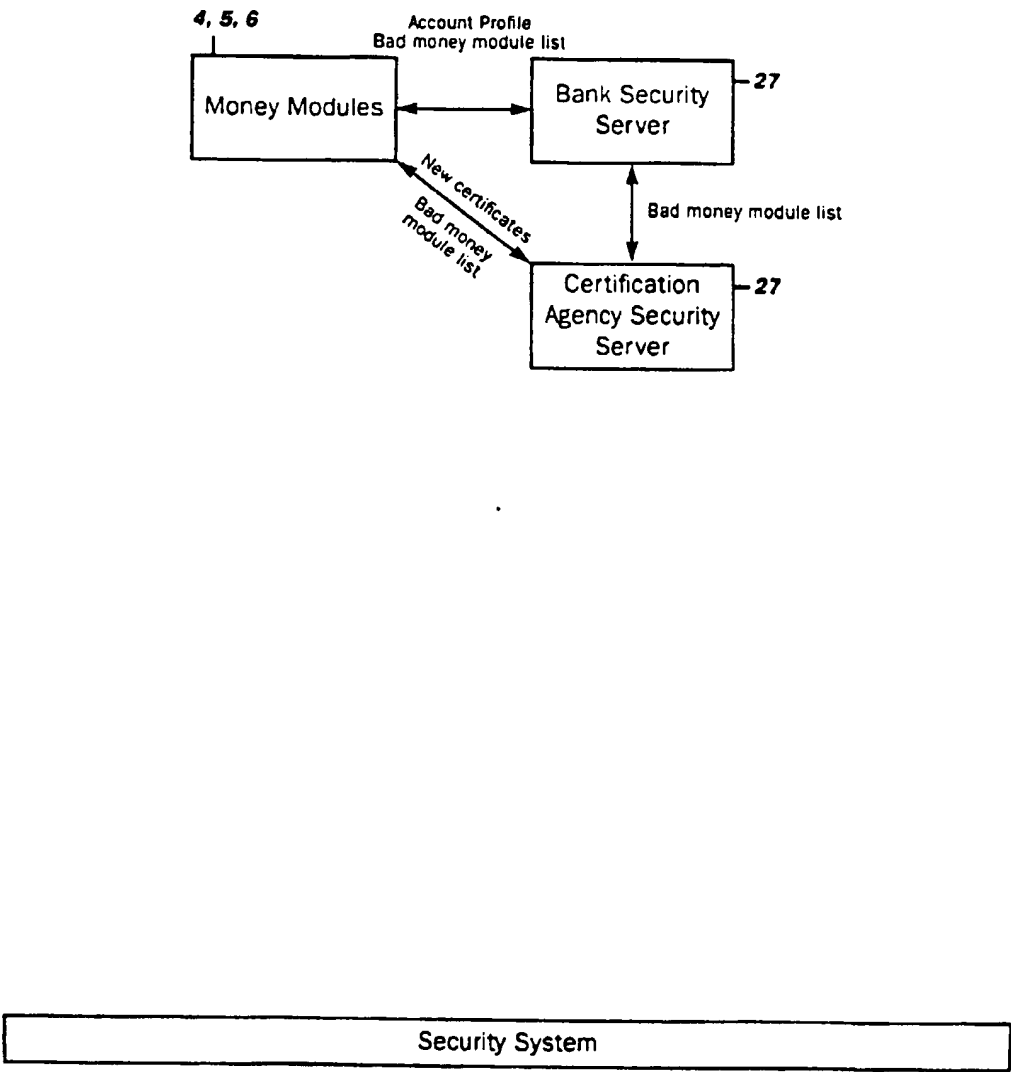 4, 5, 6
Account Profile
Bad money module list
Money Modules
Bank Security
Server
27
New certificates
Bad money
module list
Bad money module list
Certification
Agency Security
Server
27
Security System